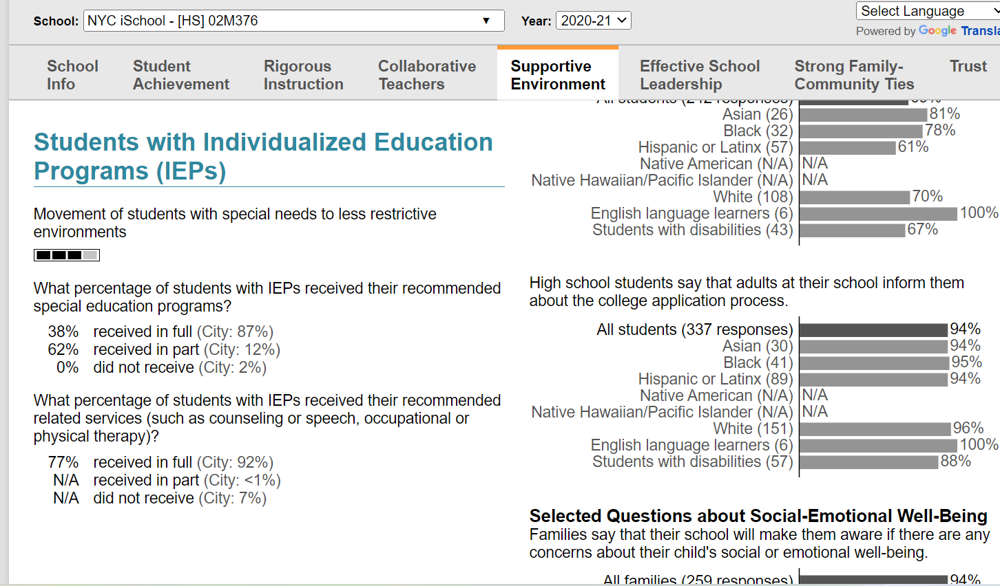 School: NYC iSchool - [HS] 02M376 Year: 2020-21 Select Language
Powered by Google
School Info
Student Achievement
Rigorous Instruction
Collaborative Teachers
Supportive Environment
Effective School Leadership
Strong Family-Community Ties
Trust
Students with Individualized Education
Programs (IEPs)
Movement of students with special needs to less restrictive
environments
What percentage of students with IEPs received their recommended
special education programs?
38% received in full (City: 87%)
62% received in part (City: 12%)
0% did not receive (City: 2%)
What percentage of students with IEPs received their recommended
related services (such as counseling or speech, occupational or
physical therapy)?
77% received in full (City: 92%)
N/A received in part (City: <1%)
N/A did not receive (City: 7%)
All students (242 responses)
Asian (26) 81%
Black (32) 78%
Hispanic or Latinx (57) 61%
Native American (N/A) N/A
Native Hawaiian/Pacific Islander (N/A) N/A
White (108) 70%
English language learners (6) 100%
Students with disabilities (43) 67%
High school students say that adults at their school inform them
about the college application process.
All students (337 responses) 94%
Asian (30) 94%
Black (41) 95%
Hispanic or Latinx (89) 94%
Native American (N/A) N/A
Native Hawaiian/Pacific Islander (N/A) N/A
White (151) 96%
English language learners (6) 100%
Students with disabilities (57) 88%
Selected Questions about Social-Emotional Well-Being
Families say that their school will make them aware if there are any
concerns about their child's social or emotional well-being.
All families (259 responses) 94%